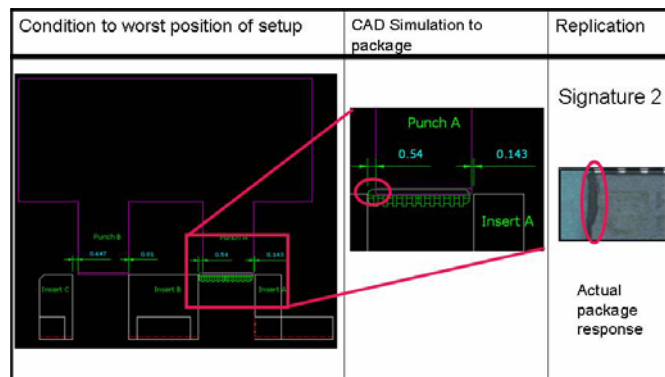 Condition to worst position of setup
CAD Simulation to
package
Replication
Punch B
Punch A
0.647
0.01
0.54
0.143
Insert C
Insert B
Insert A
Punch A
0.54
0.143
Insert A
Signature 2
Actual
package
response